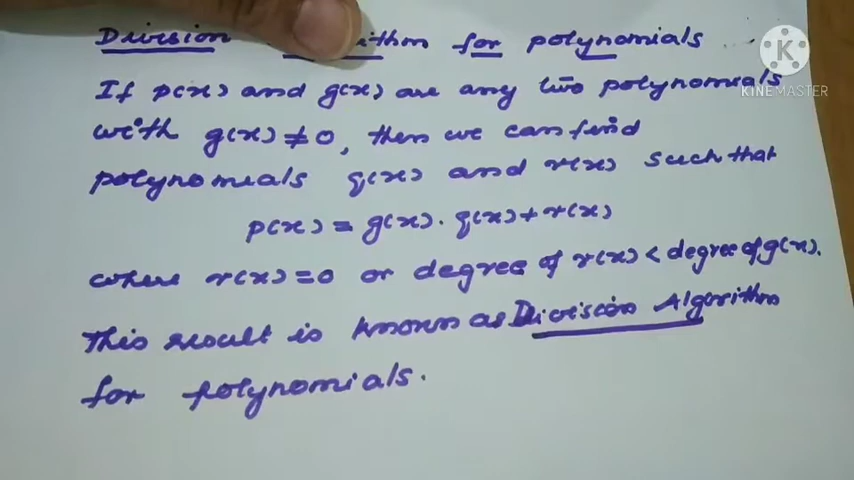 Division ithm for polynomials
If p(x) and g(x) are any two polynomials
with g(x) ≠ 0, then we can find
polynomials q(x) and r(x) such that
p(x) = g(x) . q(x) + r(x)
where r(x) = 0 or degree of r(x) < degree of g(x).
This result is known as Division Algorithm
for polynomials.
K
KINEMASTER